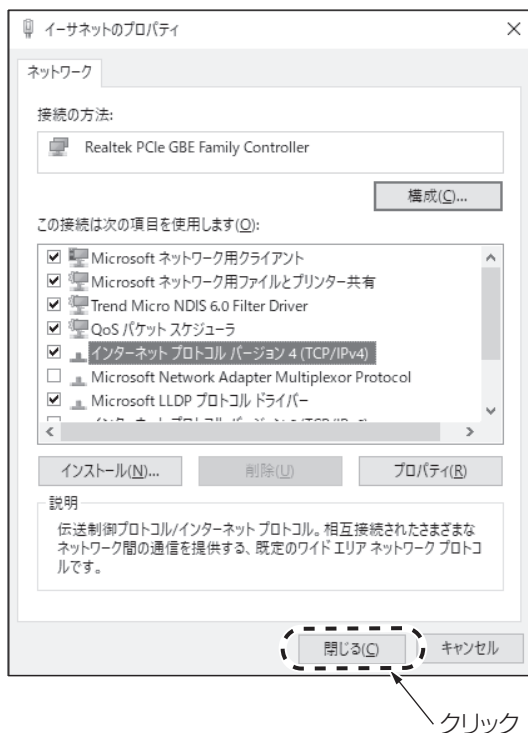 イーサネットのプロパティ
ネットワーク
接続の方法:
Realtek PCIe GBE Family Controller
構成(C)...
この接続は次の項目を使用します(O):
Microsoft ネットワーク用クライアント
Microsoft ネットワーク用ファイルとプリンター共有
Trend Micro NDIS 6.0 Filter Driver
QoS パケット スケジューラ
インターネット プロトコル バージョン 4 (TCP/IPv4)
Microsoft Network Adapter Multiplexor Protocol
Microsoft LLDP プロトコル ドライバー
インストール(N)... 削除(U) プロパティ(R)
説明
伝送制御プロトコル/インターネット プロトコル。相互接続されたさまざまな
ネットワーク間の通信を提供する、既定のワイド エリア ネットワーク プロトコ
ルです。
閉じる(C) キャンセル
クリック